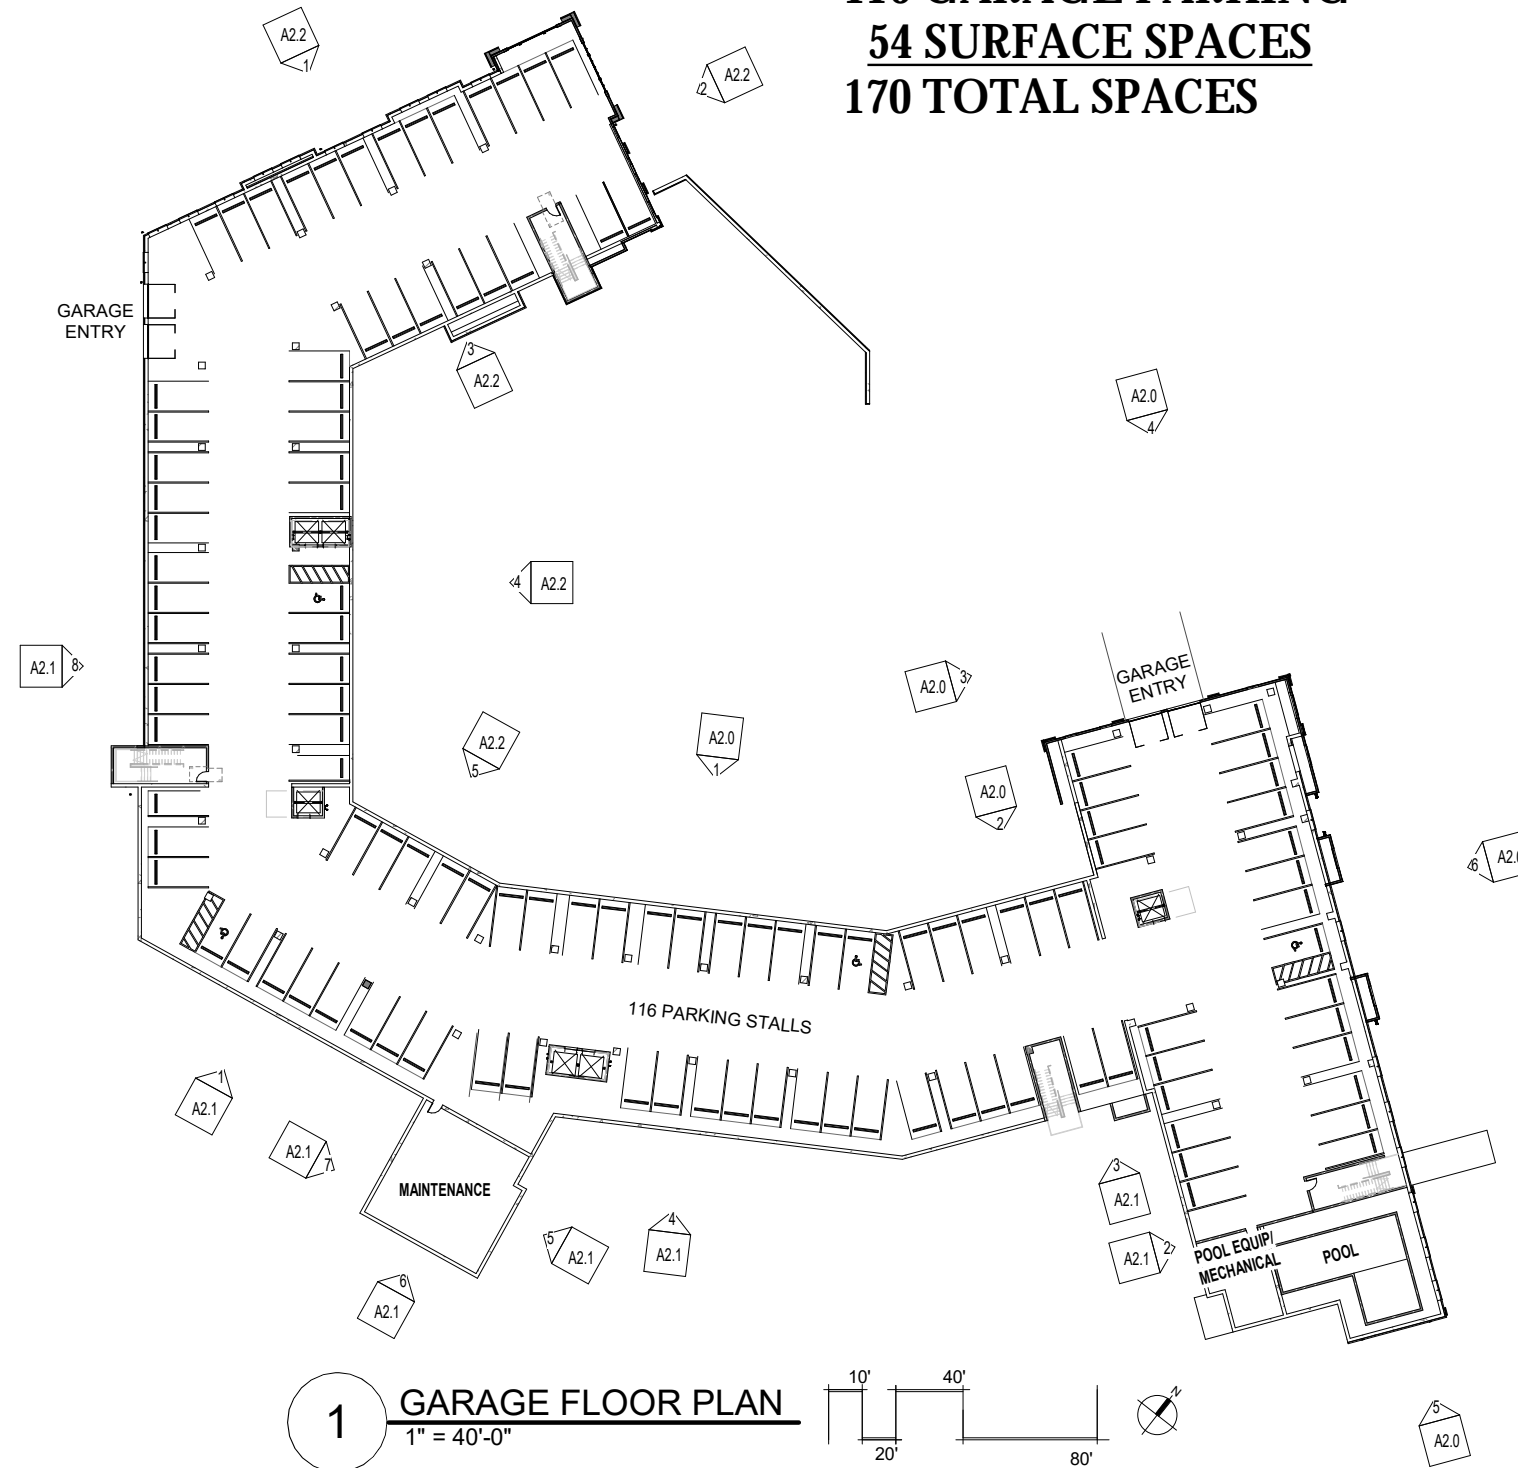 116 GARAGE PARKING
54 SURFACE SPACES
170 TOTAL SPACES
A2.2
1
A2.2
2
GARAGE
ENTRY
3
A2.2
A2.0
4
4
A2.2
A2.1
8
A2.0
3
GARAGE
ENTRY
A2.2
5
A2.0
1
A2.0
2
6
116 PARKING STALLS
1
A2.1
A2.1
7
MAINTENANCE
3
A2.1
5
A2.1
4
A2.1
A2.1
2
POOL EQUIP/
MECHANICAL
POOL
6
A2.1
1
GARAGE FLOOR PLAN
1" = 40'-0"
10'
40'
20'
80'
N
5
A2.0